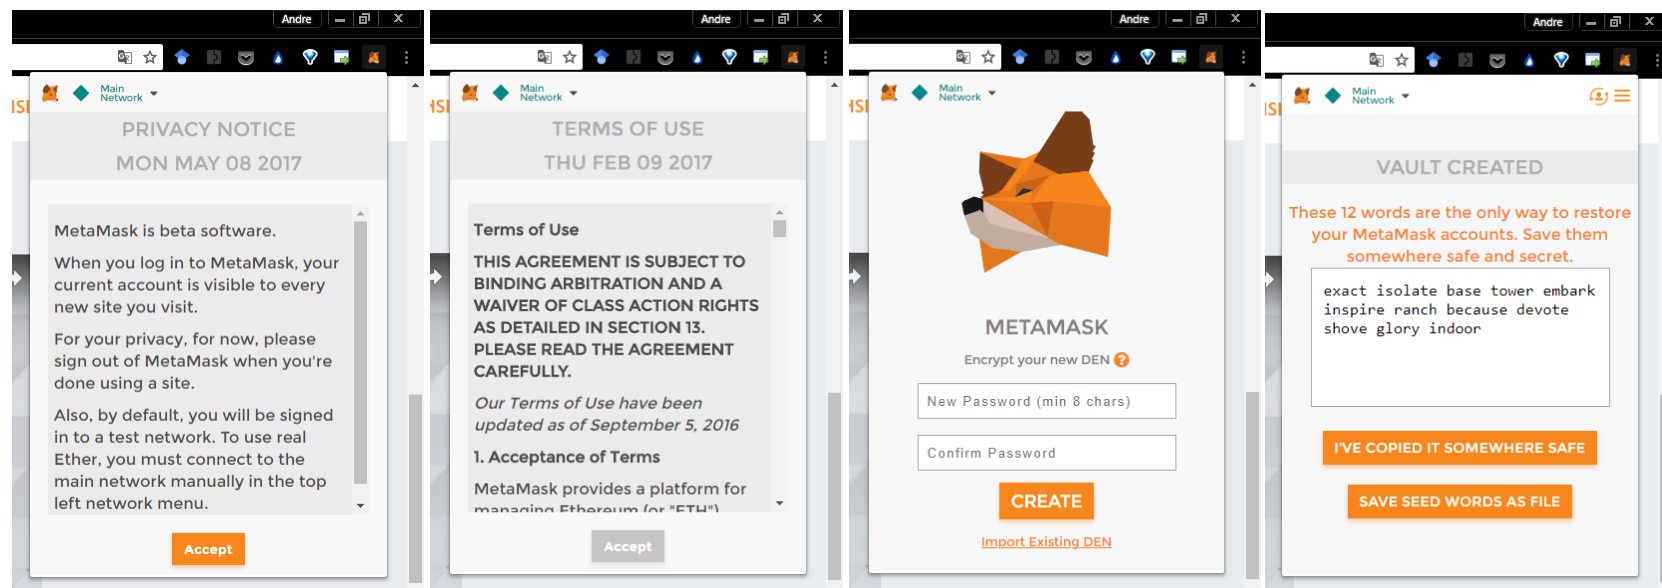 Andre
Main
Network
PRIVACY NOTICE
MON MAY 08 2017
MetaMask is beta software.
When you log in to MetaMask, your
current account is visible to every
new site you visit.
For your privacy, for now, please
sign out of MetaMask when you're
done using a site.
Also, by default, you will be signed
in to a test network. To use real
Ether, you must connect to the
main network manually in the top
left network menu.
Accept
Andre
Main
Network
TERMS OF USE
THU FEB 09 2017
Terms of Use
THIS AGREEMENT IS SUBJECT TO
BINDING ARBITRATION AND A
WAIVER OF CLASS ACTION RIGHTS
AS DETAILED IN SECTION 13.
PLEASE READ THE AGREEMENT
CAREFULLY.
Our Terms of Use have been
updated as of September 5, 2016
1. Acceptance of Terms
MetaMask provides a platform for
managing Ethereum (or "ETH")
Accept
Andre
Main
Network
METAMASK
Encrypt your new DEN ?
New Password (min 8 chars)
Confirm Password
CREATE
Import Existing DEN
Andre
Main
Network
VAULT CREATED
These 12 words are the only way to restore
your MetaMask accounts. Save them
somewhere safe and secret.
exact isolate base tower embark
inspire ranch because devote
shove glory indoor
I'VE COPIED IT SOMEWHERE SAFE
SAVE SEED WORDS AS FILE